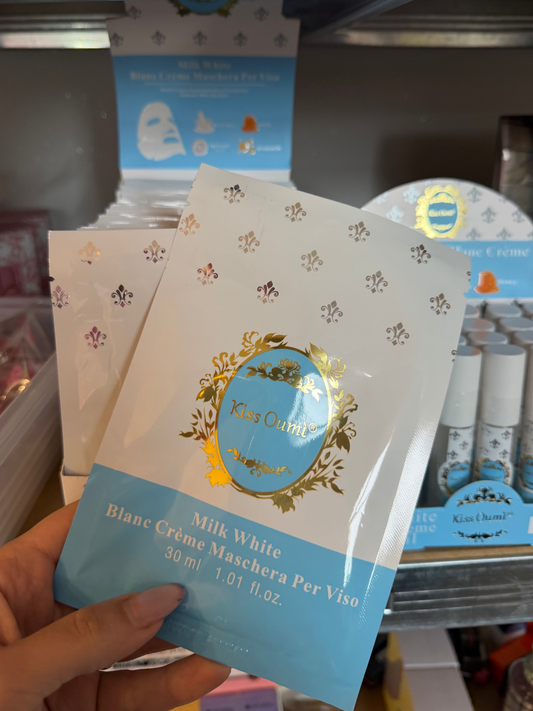 Milk White
Blanc Crème Maschera Per Viso
Kiss Oumi®
Milk White
Blanc Crème Maschera Per Viso
30 ml 1.01 fl.oz.
Blanc Crème
Kiss Oumi